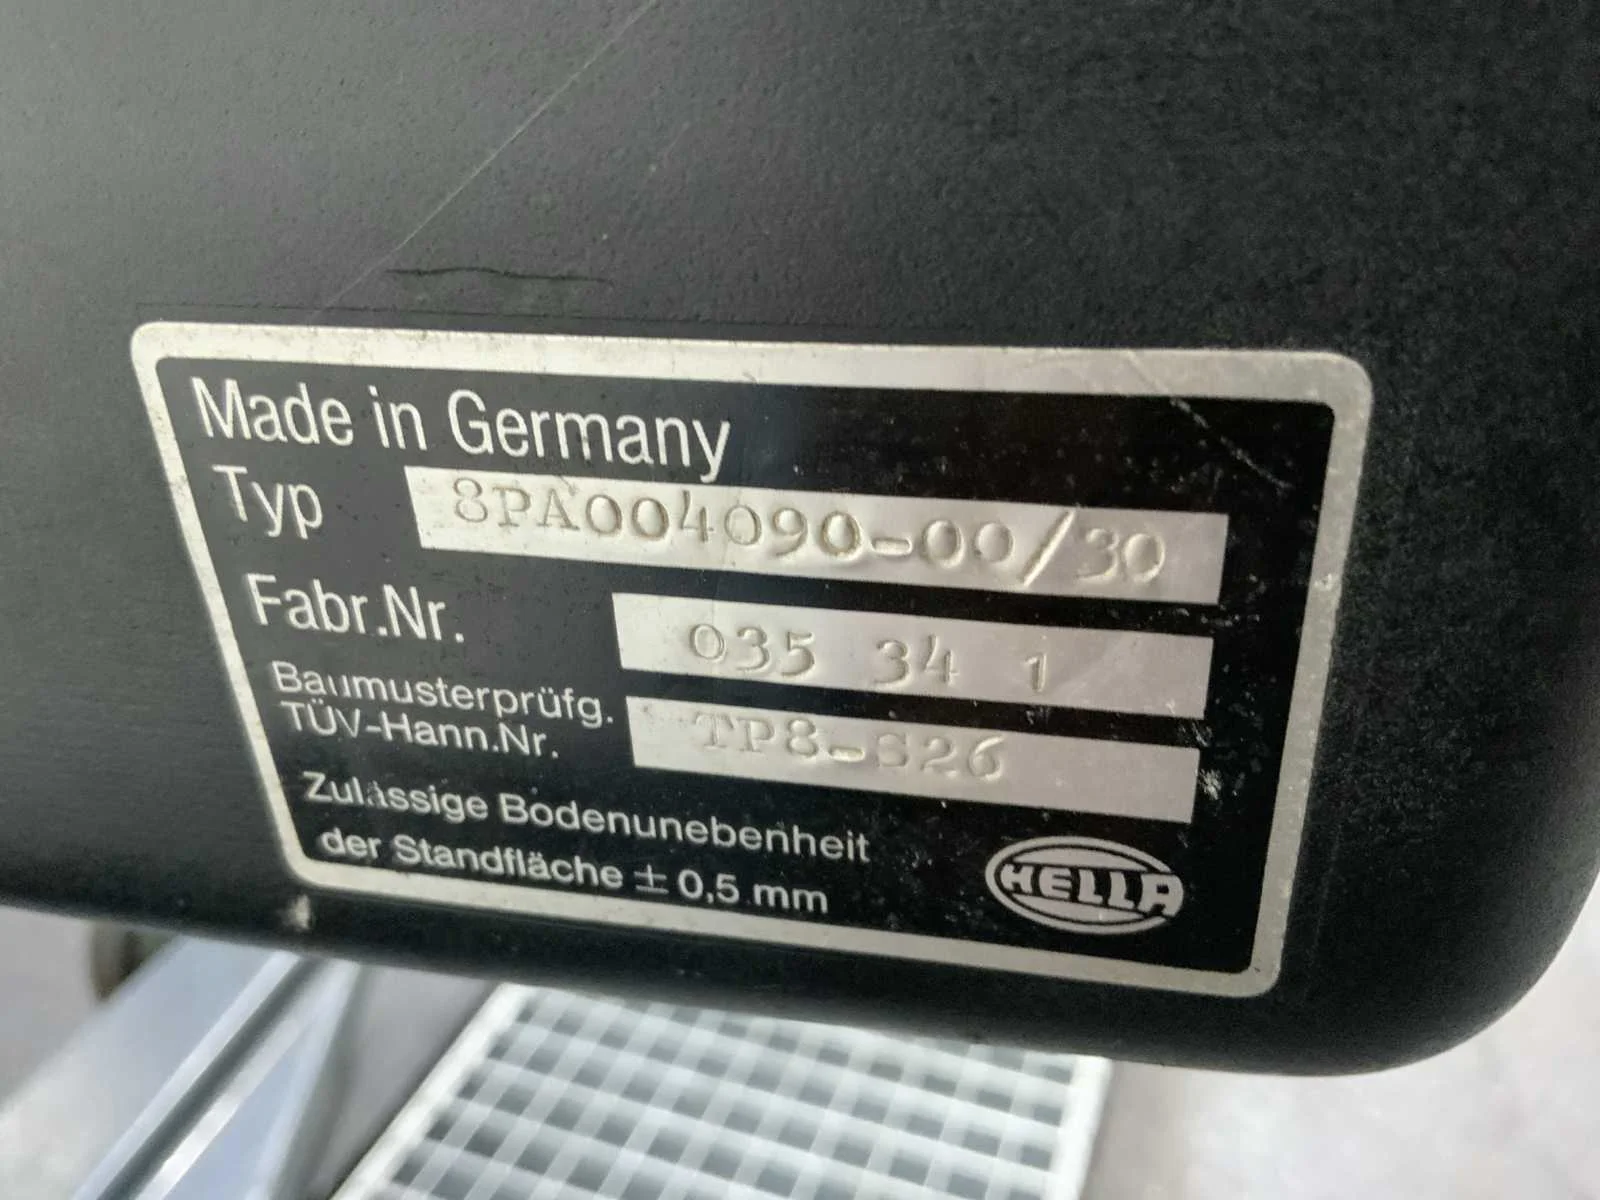 Made in Germany
Typ 8PA004090-00/30
Fabr.Nr. 035 34 1
Baumusterprüfg.
TÜV-Hann.Nr. TP8-S26
Zulässige Bodenunebenheit
der Standfläche ± 0,5 mm
HELLA